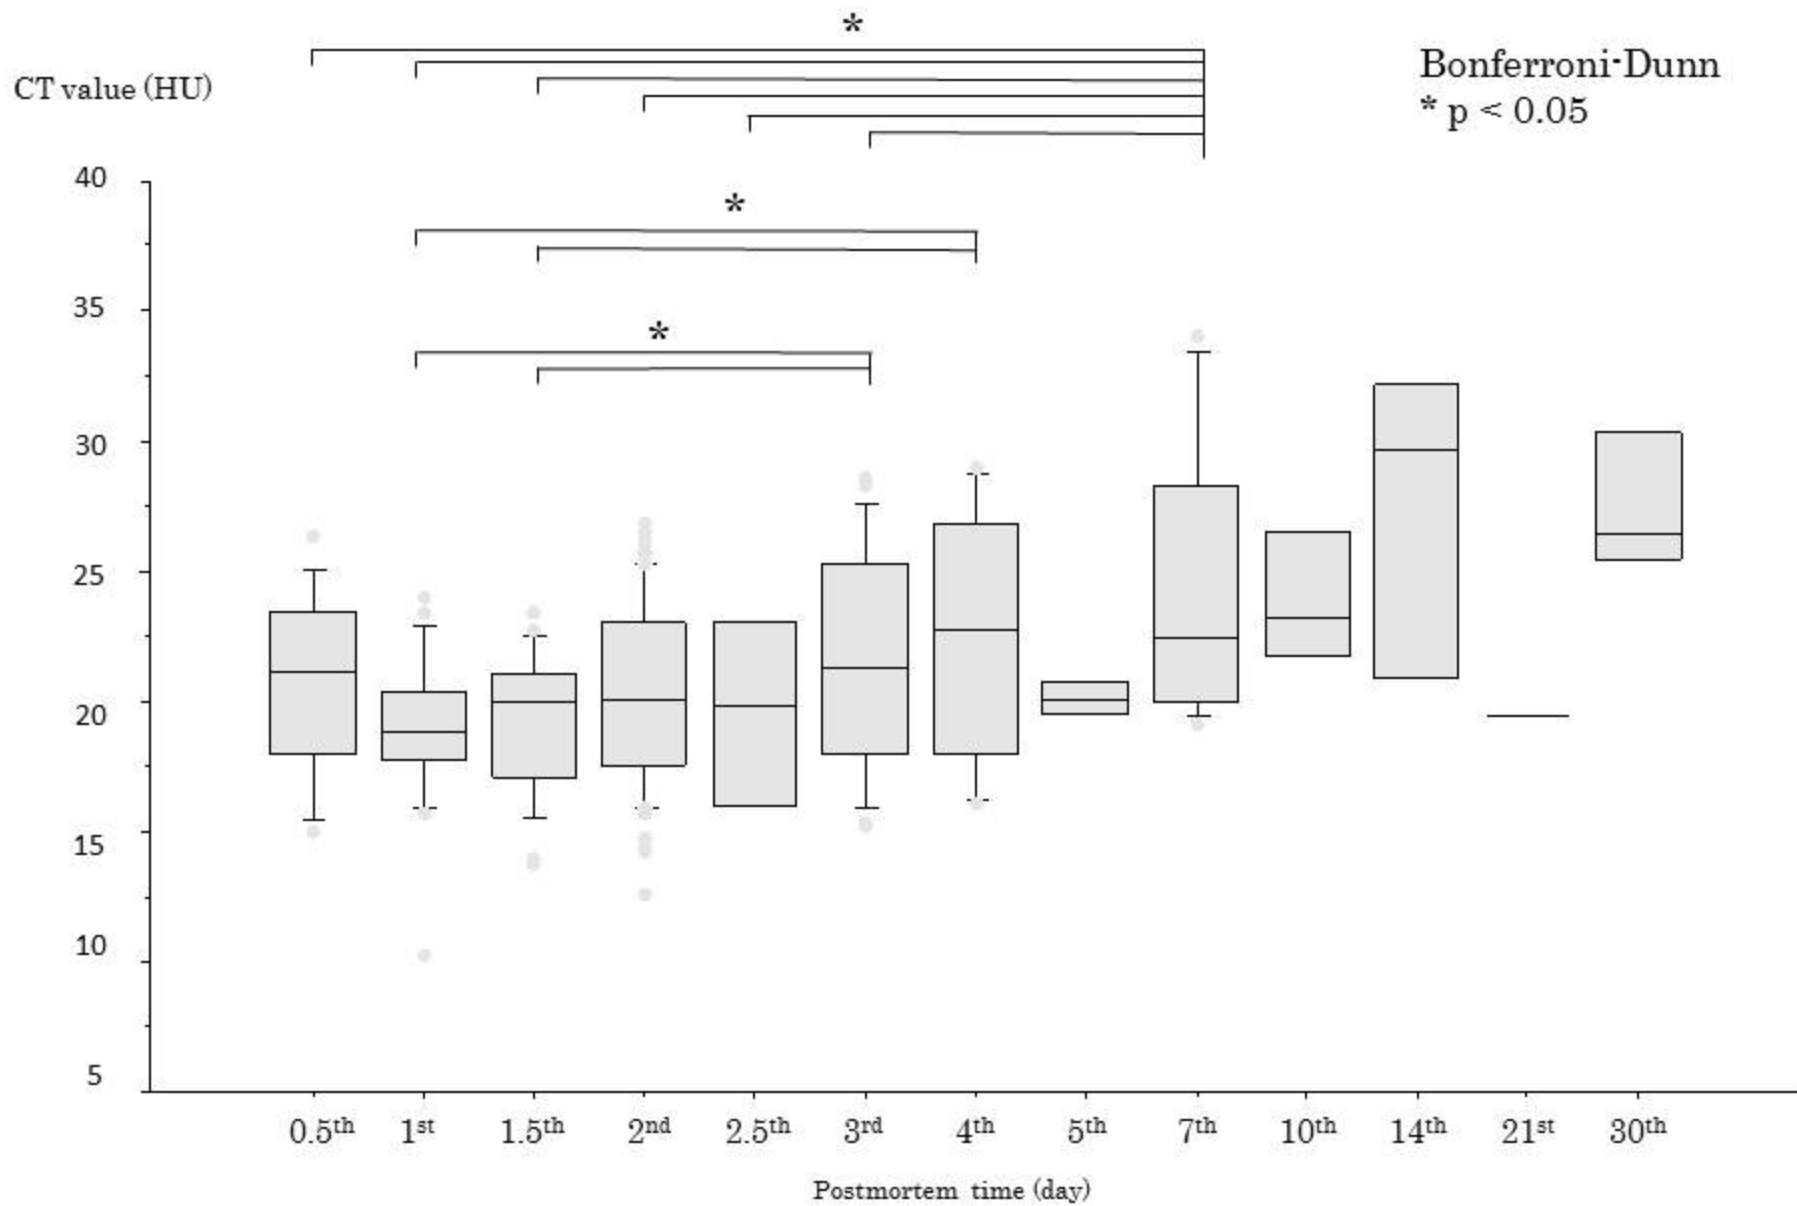 *
CT value (HU)
Bonferroni-Dunn
* p < 0.05
40
*
35
*
30
25
20
15
10
5
0.5th 1st 1.5th 2nd 2.5th 3rd 4th 5th 7th 10th 14th 21st 30th
Postmortem time (day)